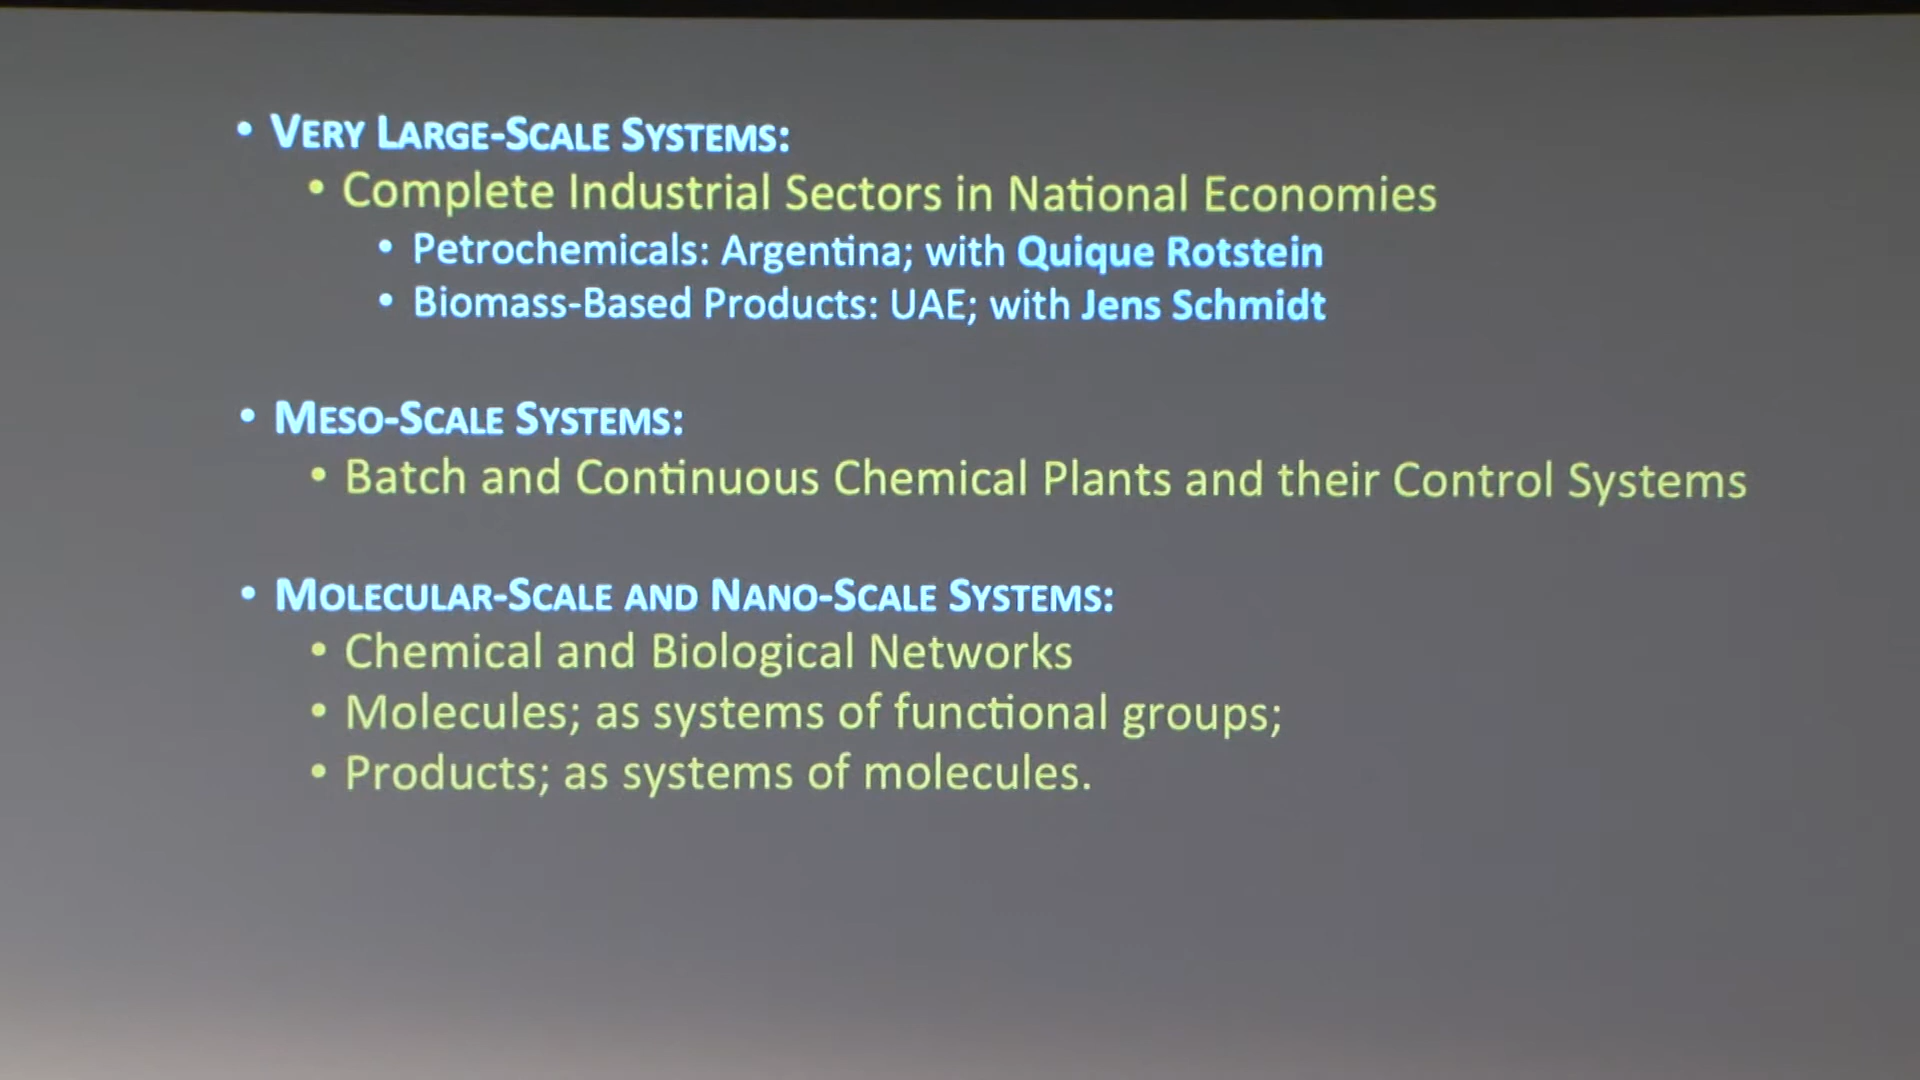 • VERY LARGE-SCALE SYSTEMS:
• Complete Industrial Sectors in National Economies
• Petrochemicals: Argentina; with Quique Rotstein
• Biomass-Based Products: UAE; with Jens Schmidt
• MESO-SCALE SYSTEMS:
• Batch and Continuous Chemical Plants and their Control Systems
• MOLECULAR-SCALE AND NANO-SCALE SYSTEMS:
• Chemical and Biological Networks
• Molecules; as systems of functional groups;
• Products; as systems of molecules.